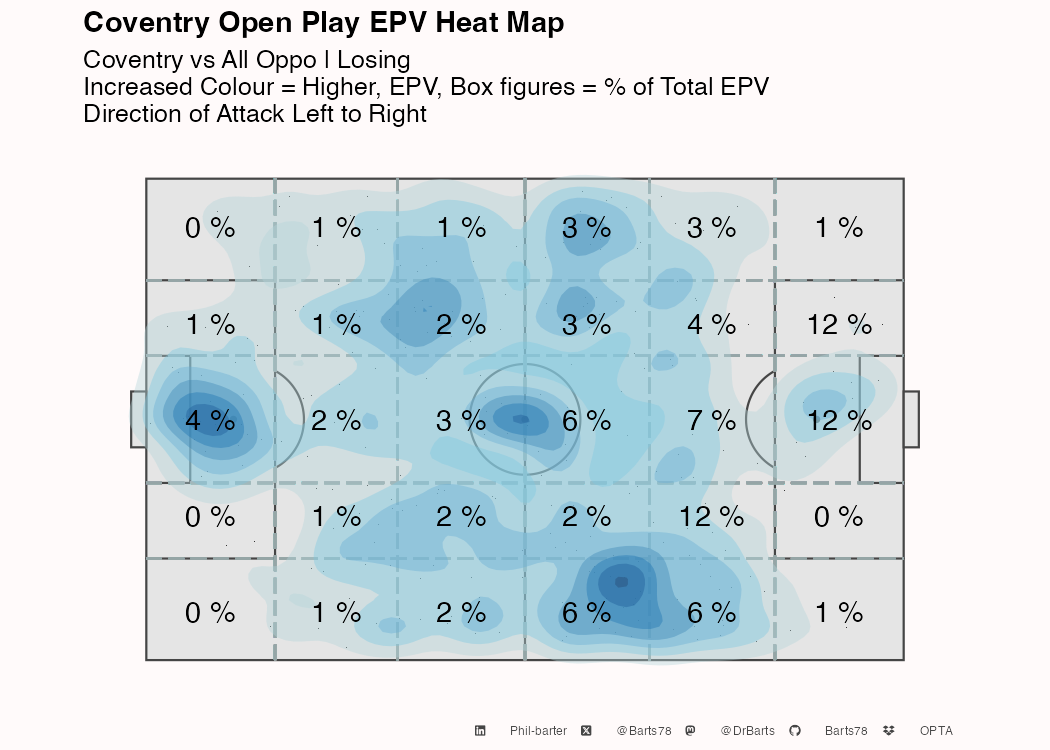 Coventry Open Play EPV Heat Map
Coventry vs All Oppo | Losing
Increased Colour = Higher, EPV, Box figures = % of Total EPV
Direction of Attack Left to Right
0 % 1 % 1 % 3 % 3 % 1 %
1 % 1 % 2 % 3 % 4 % 12 %
4 % 2 % 3 % 6 % 7 % 12 %
0 % 1 % 2 % 2 % 12 % 0 %
0 % 1 % 2 % 6 % 6 % 1 %
Phil-barter @Barts78 @DrBarts Barts78 OPTA